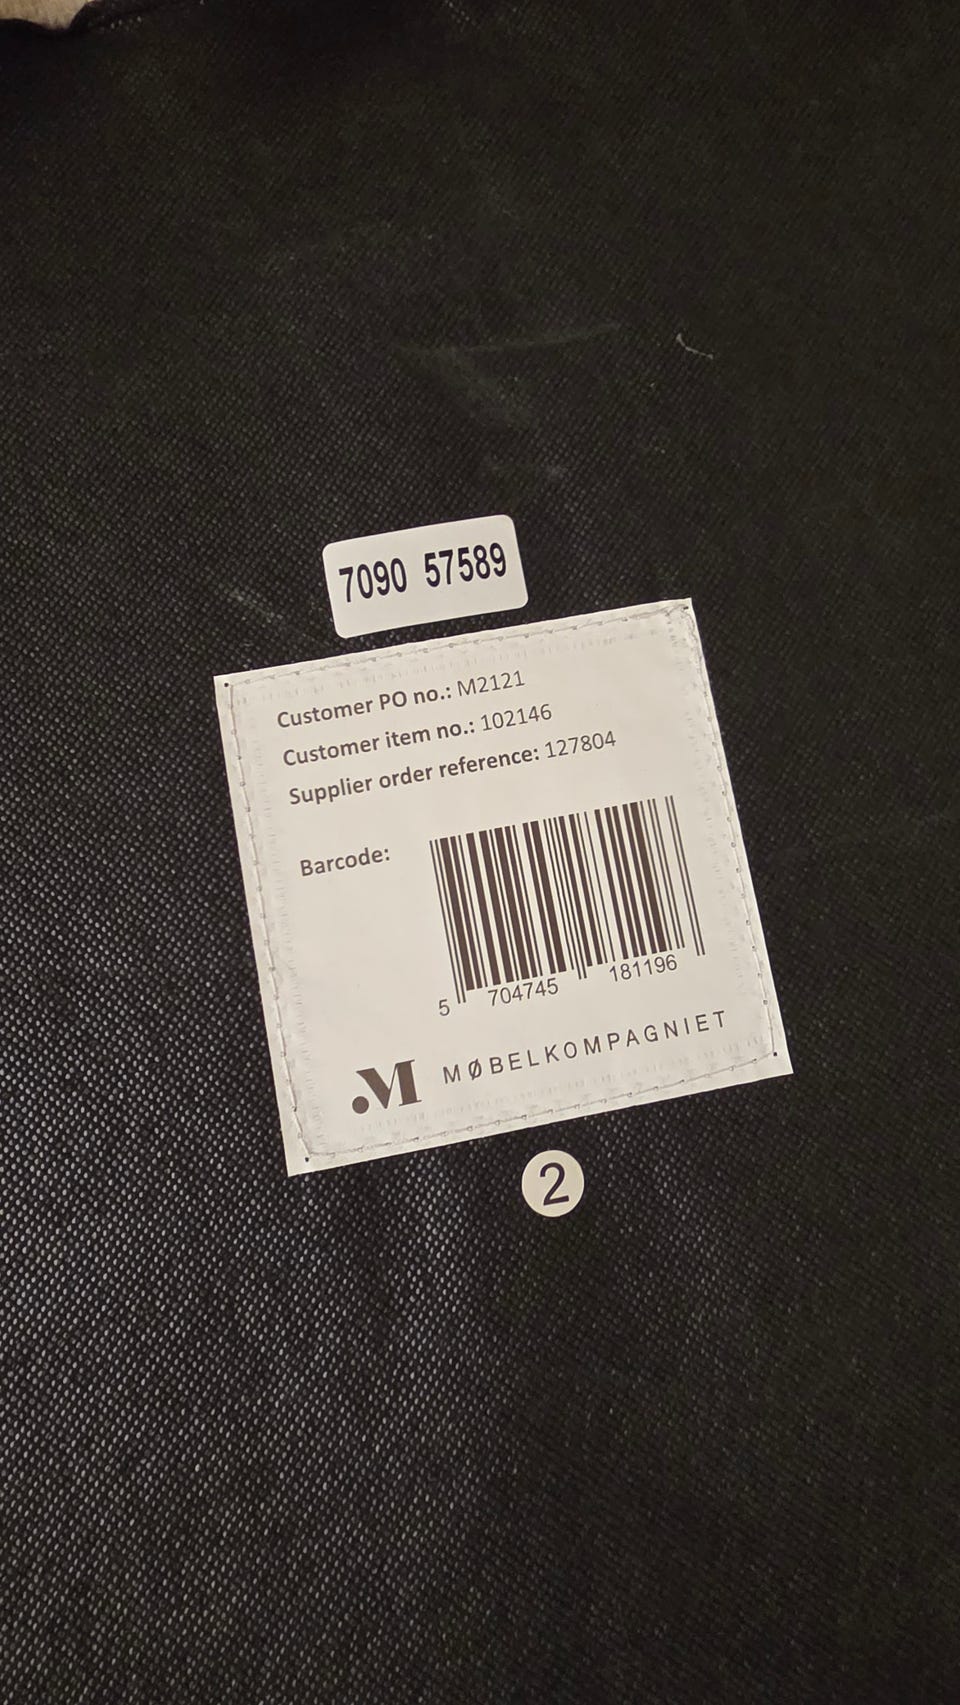 7090 57589
Customer PO no.: M2121
Customer item no.: 102146
Supplier order reference: 127804
Barcode:
5 704745 181196
M MØBELKOMPAGNIET
2